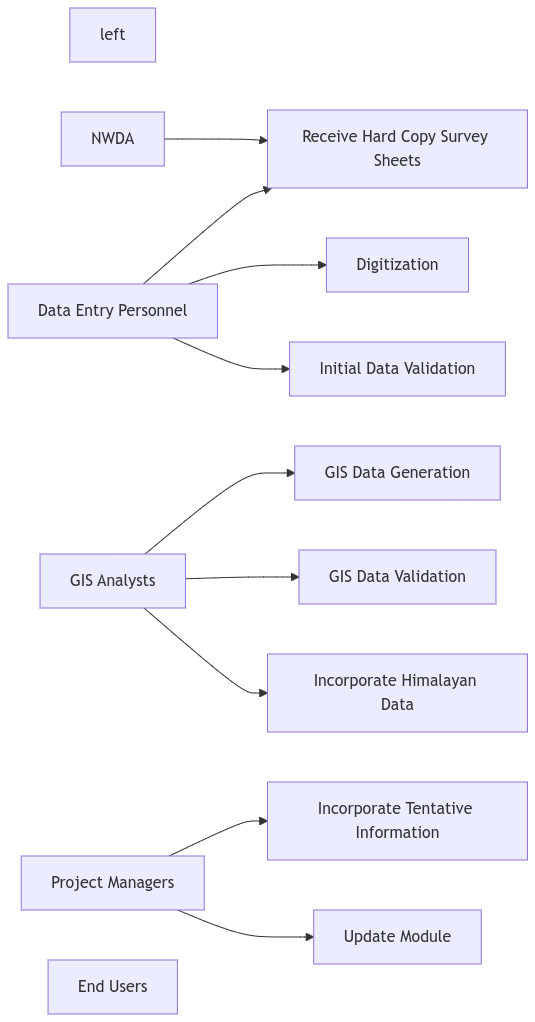 left
NWDA
Receive Hard Copy Survey
Sheets
Digitization
Data Entry Personnel
Initial Data Validation
GIS Data Generation
GIS Analysts
GIS Data Validation
Incorporate Himalayan
Data
Incorporate Tentative
Information
Project Managers
Update Module
End Users